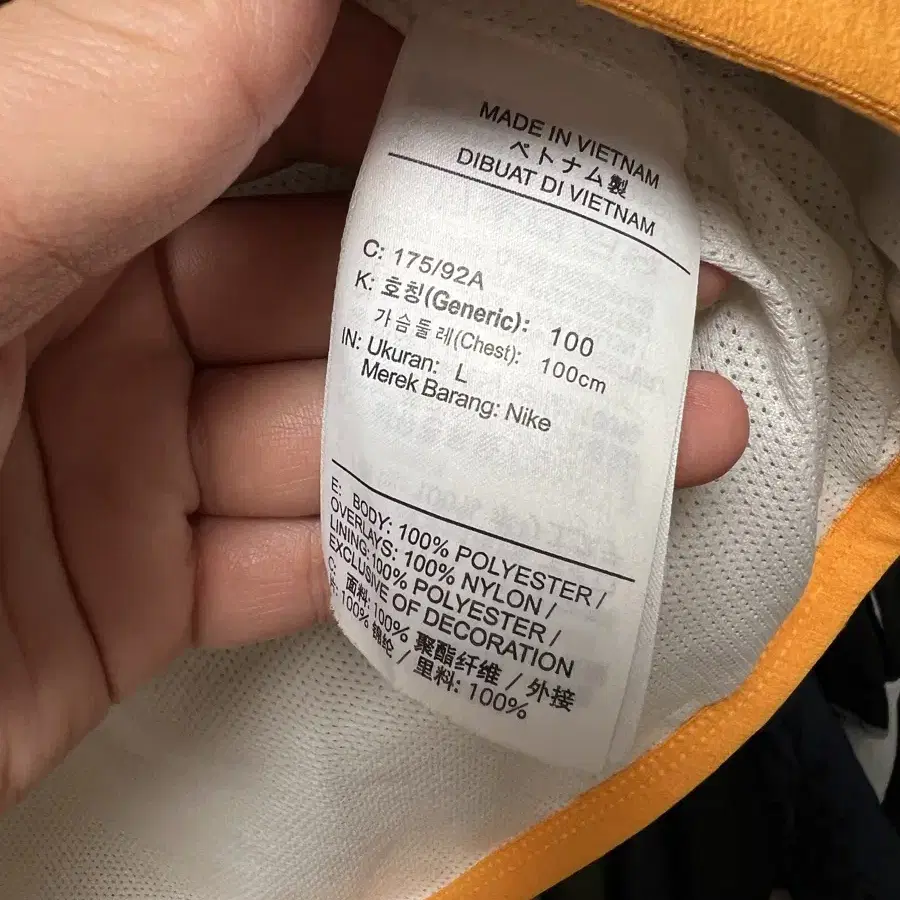 MADE IN VIETNAM
ベトナム製
DIBUAT DI VIETNAM
C: 175/92A
K: 호칭(Generic): 100
가슴둘레(Chest): 100cm
IN: Ukuran: L
Merek Barang: Nike
E: BODY: 100% POLYESTER /
OVERLAYS: 100% NYLON /
LINING:100% POLYESTER /
EXCLUSIVE OF DECORATION
C: 面料: 100% 聚酯纤维 / 外接
100% 锦纶 / 里料: 100%